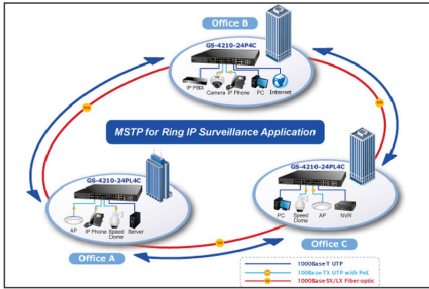 Office B
GS-4210-24P4C
IP PBX
Camera
IP Phone
PC
Internet
MSTP for Ring IP Surveillance Application
GS-4210-24PL4C
AP
IP Phone
Speed Dome
Server
Office A
GS-4210-24PL4C
PC
Speed Dome
AP
NVR
Office C
1000Base-T UTP
1000Base-TX UTP with PoE
1000Base-SX/LX Fiber-optic